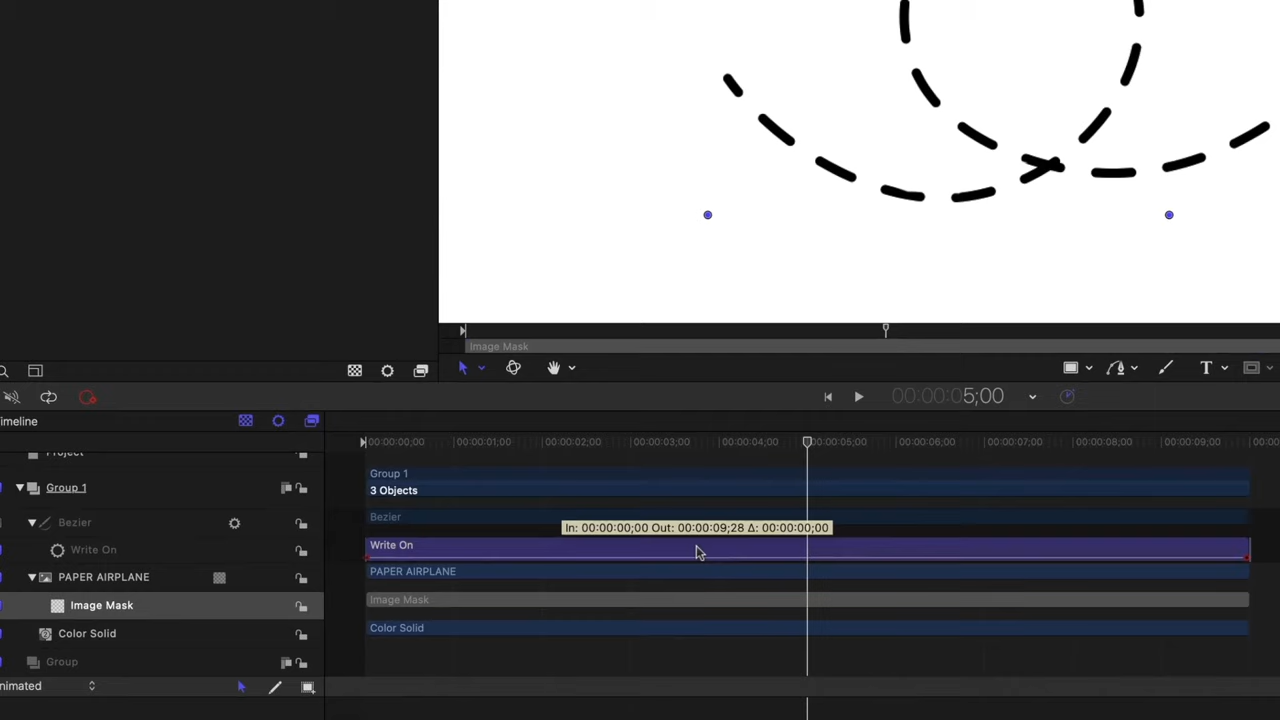 Image Mask
00:00:05;00
T
imeline
00:00:00;00 00:00:01;00 00:00:02;00 00:00:03;00 00:00:04;00 00:00:05;00 00:00:06;00 00:00:07;00 00:00:08;00 00:00:09;00 00:00
Project
Group 1
Group 1
3 Objects
Bezier
Bezier
In: 00:00:00;00 Out: 00:00:09;28 Δ: 00:00:00;00
Write On
Write On
PAPER AIRPLANE
PAPER AIRPLANE
Image Mask
Image Mask
Color Solid
Color Solid
Group
nimated